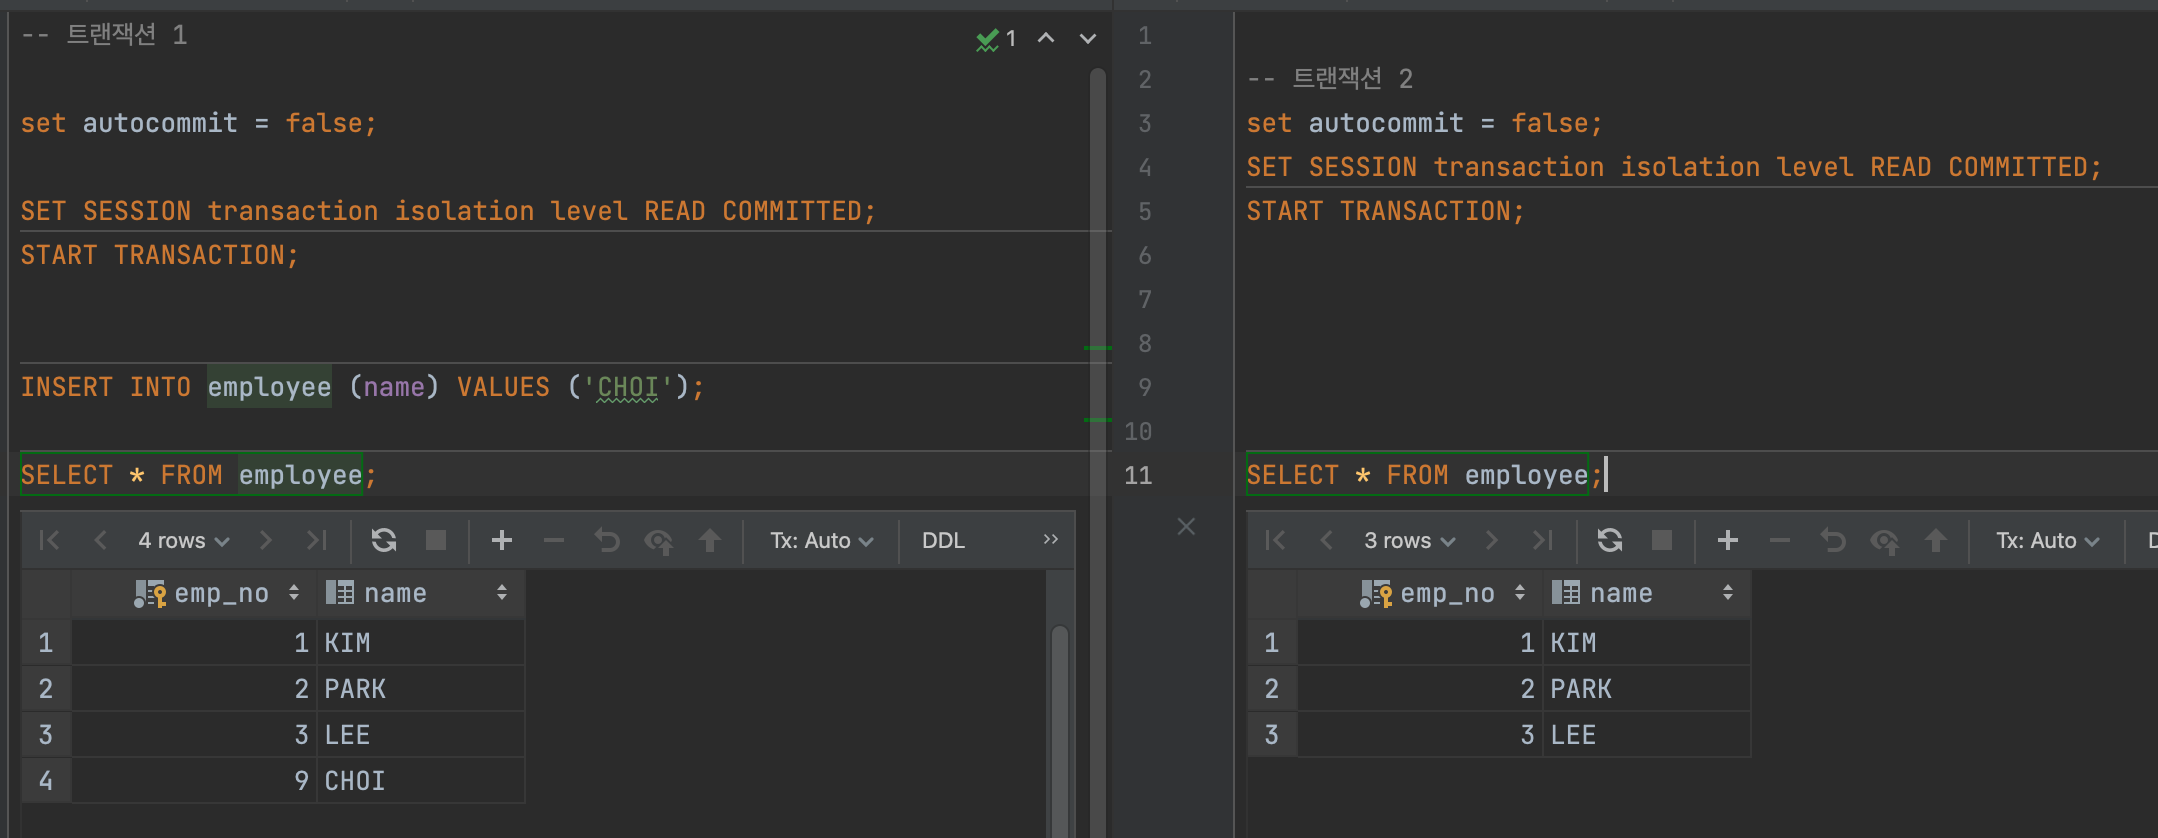 -- 트랜잭션 1
1
set autocommit = false;
SET SESSION transaction isolation level READ COMMITTED;
START TRANSACTION;
INSERT INTO employee (name) VALUES ('CHOI');
SELECT * FROM employee;
4 rows
Tx: Auto
DDL
emp_no name
1 1 KIM
2 2 PARK
3 3 LEE
4 9 CHOI
1
2 -- 트랜잭션 2
3 set autocommit = false;
4 SET SESSION transaction isolation level READ COMMITTED;
5 START TRANSACTION;
6
7
8
9
10
11 SELECT * FROM employee;
3 rows
Tx: Auto
emp_no name
1 1 KIM
2 2 PARK
3 3 LEE